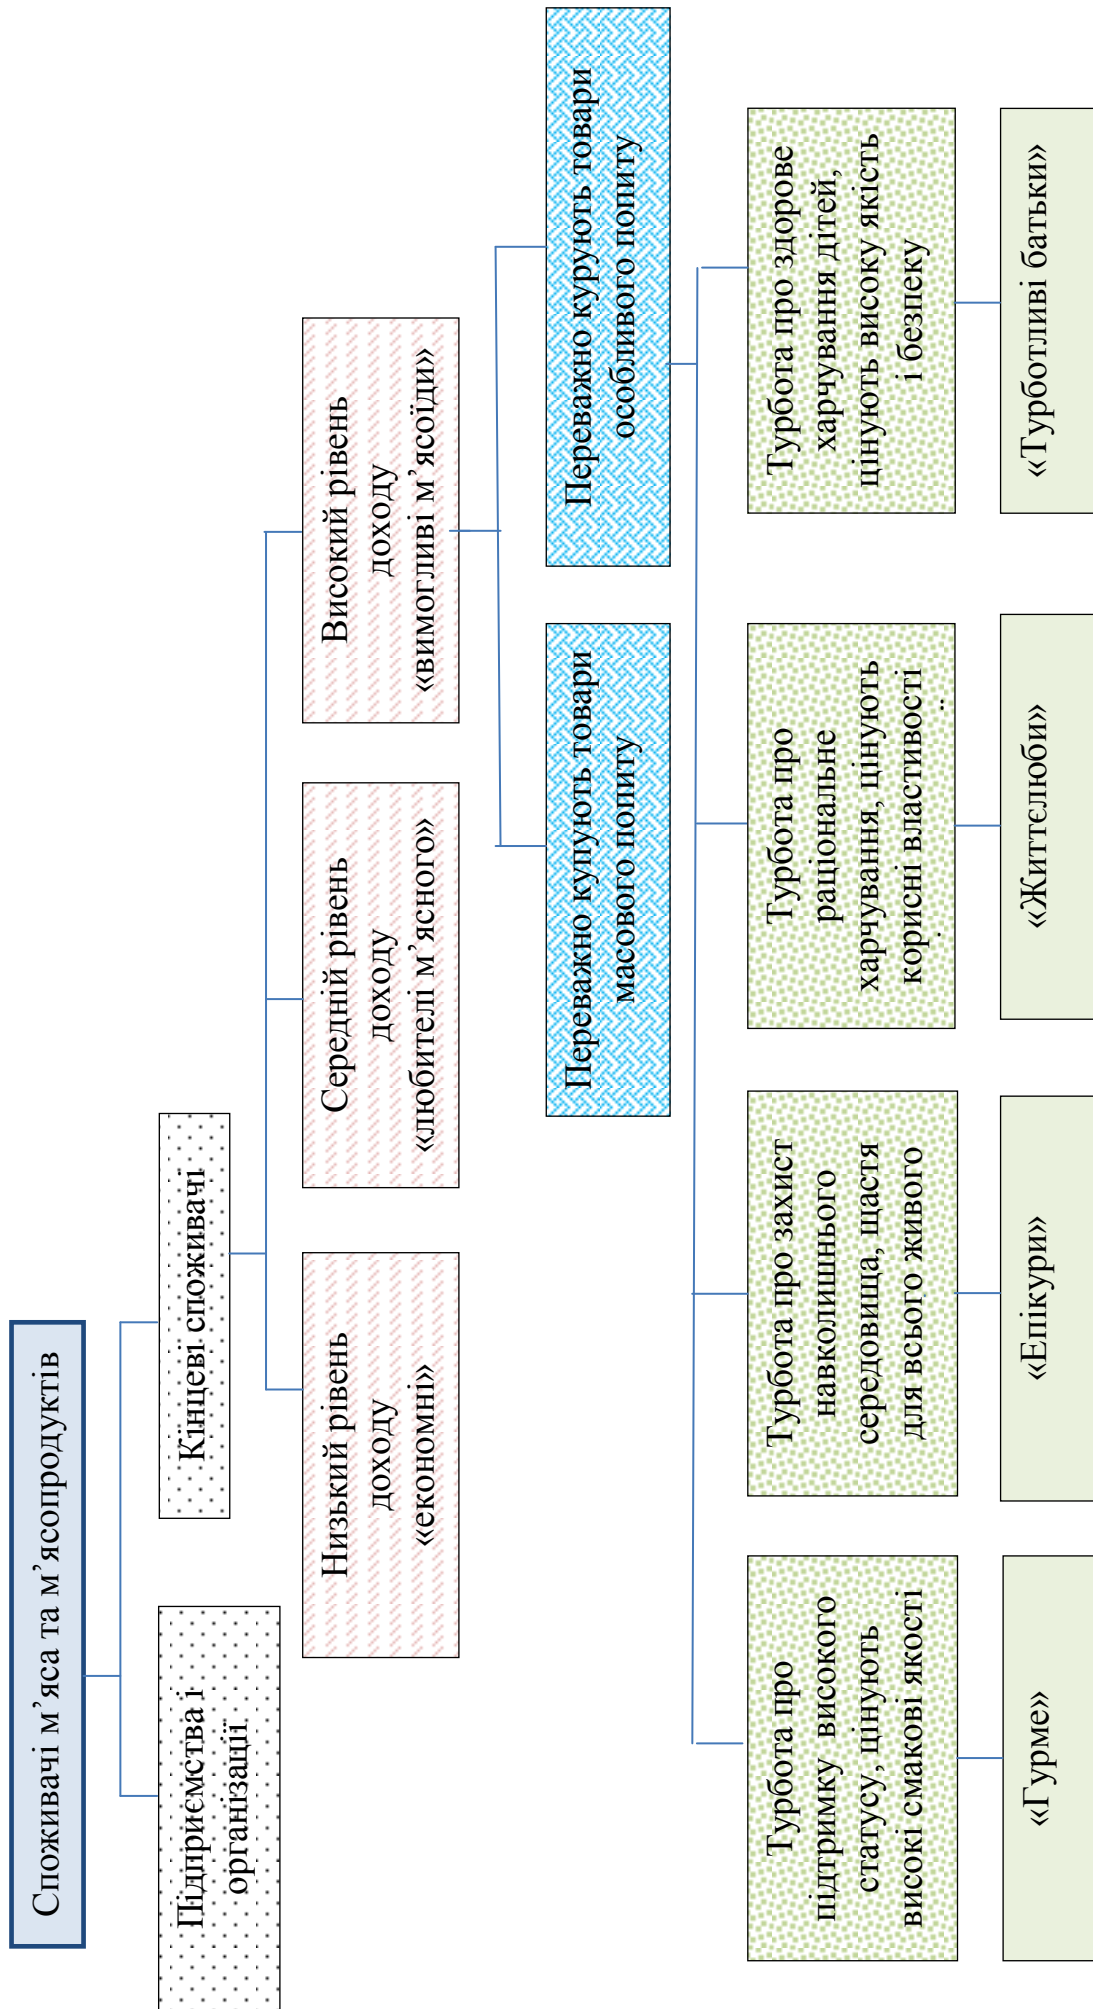 Споживачі м’яса та м’ясопродуктів
Підприємства і
організації
Кінцеві споживачі
Низький рівень
доходу
«економні»
Середній рівень
доходу
«любителі м’ясного»
Високий рівень
доходу
«вимогливі м’ясоїди»
Переважно купують товари
масового попиту
Переважно курують товари
особливого попиту
Турбота про
підтримку високого
статусу, цінують
високі смакові якості
Турбота про захист
навколишнього
середовища, щастя
для всього живого
Турбота про
раціональне
харчування, цінують
корисні властивості
Турбота про здорове
харчування дітей,
цінують високу якість
і безпеку
«Гурме»
«Епікури»
«Життєлюби»
«Турботливі батьки»